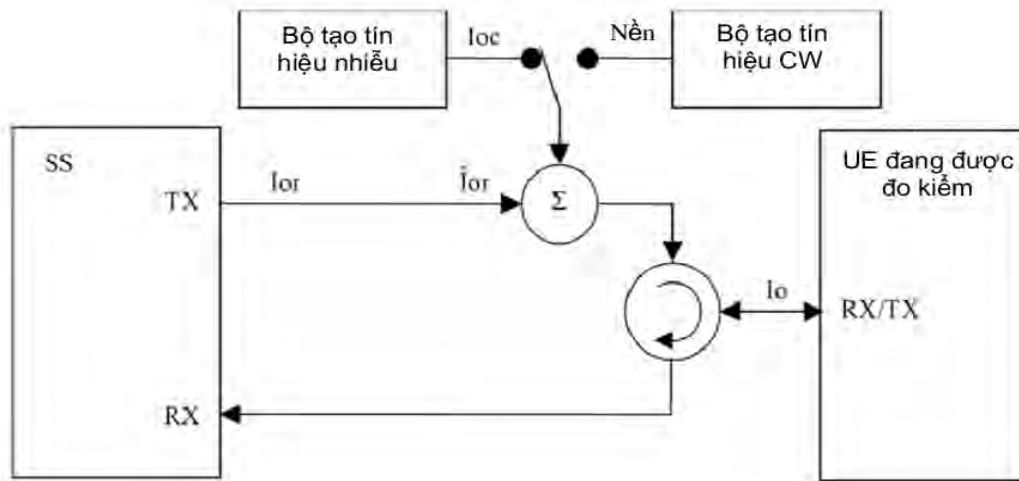 Bộ tạo tín
hiệu nhiễu
Ioc
Nền
Bộ tạo tín
hiệu CW
SS
TX
Ior
Îor
Σ
UE đang được
đo kiểm
Io
RX/TX
RX